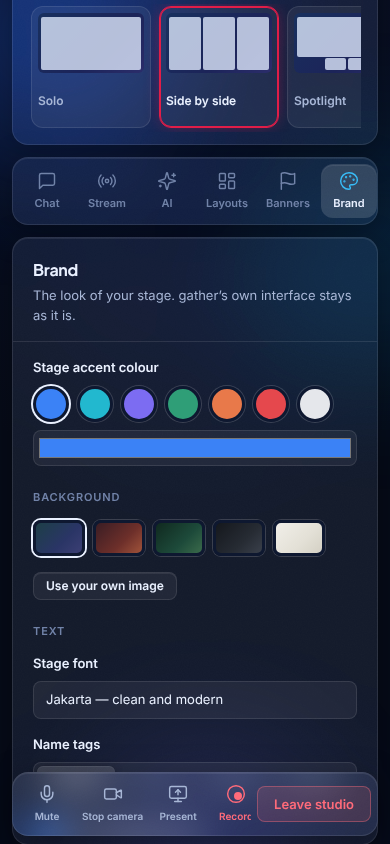 Solo
Side by side
Spotlight
Chat
Stream
AI
Layouts
Banners
Brand
Brand
The look of your stage. gather’s own interface stays
as it is.
Stage accent colour
BACKGROUND
Use your own image
TEXT
Stage font
Jakarta — clean and modern
Name tags
Mute
Stop camera
Present
Record
Leave studio